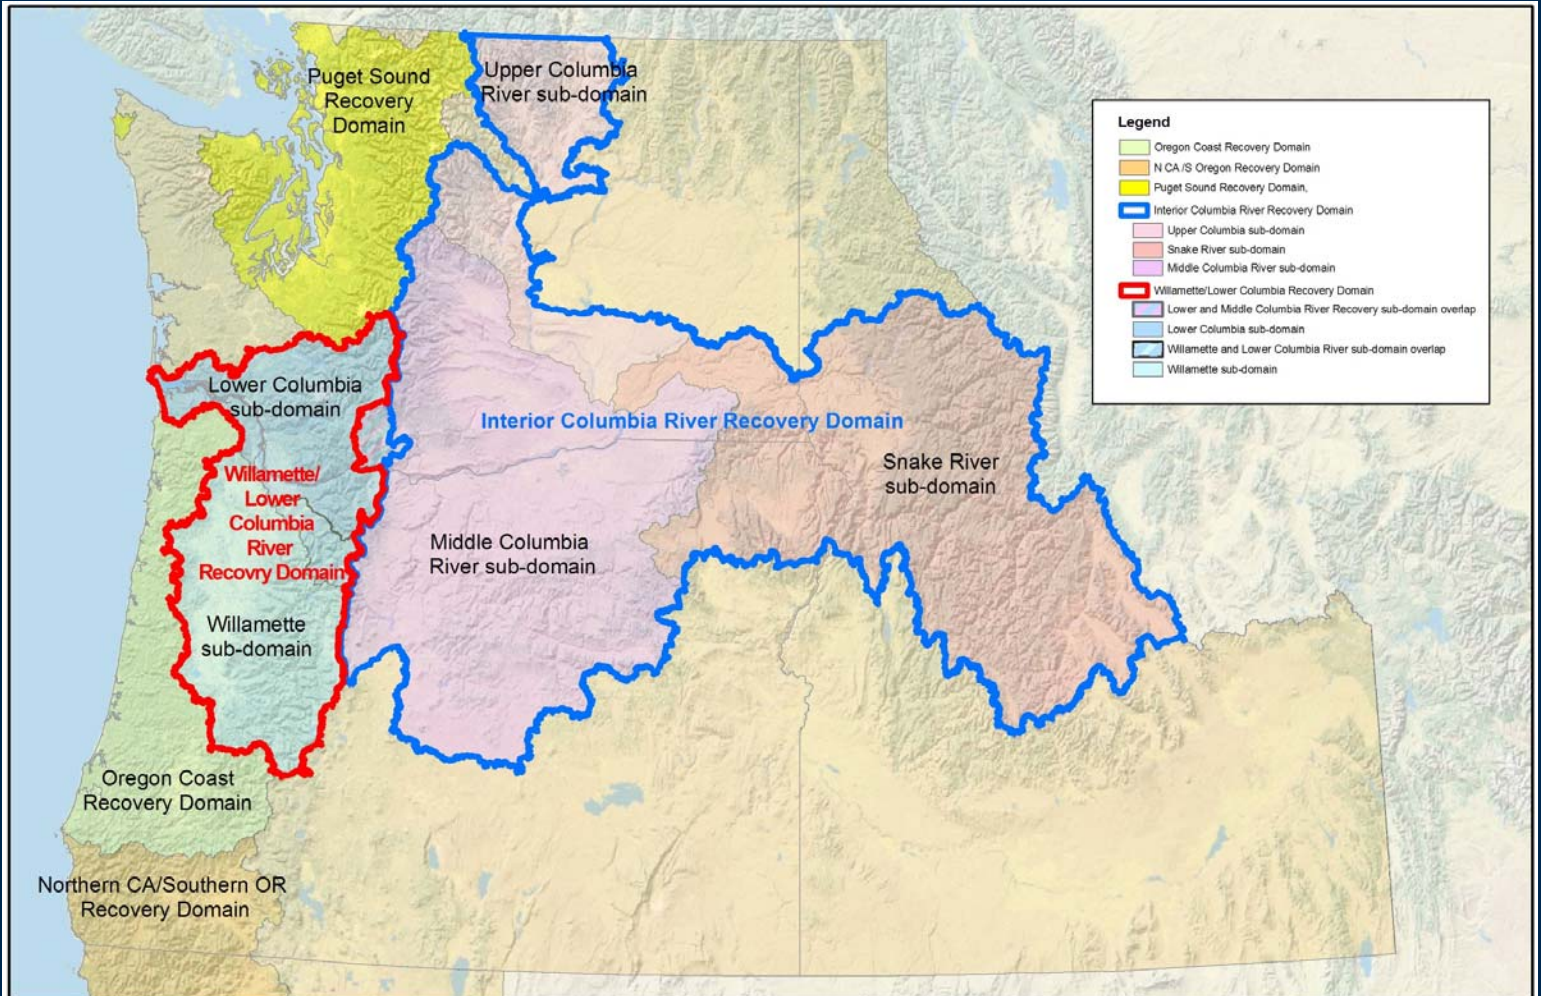 Puget Sound
Recovery
Domain
Upper Columbia
River sub-domain
Legend
Oregon Coast Recovery Domain
N CA /S Oregon Recovery Domain
Puget Sound Recovery Domain,
Interior Columbia River Recovery Domain
Upper Columbia sub-domain
Snake River sub-domain
Middle Columbia River sub-domain
Willamette/Lower Columbia Recovery Domain
Lower and Middle Columbia River Recovery sub-domain overlap
Lower Columbia sub-domain
Willamette and Lower Columbia River sub-domain overlap
Willamette sub-domain
Lower Columbia
sub-domain
Interior Columbia River Recovery Domain
Snake River
sub-domain
Willamette/
Lower
Columbia
River
Recovry Domain
Middle Columbia
River sub-domain
Willamette
sub-domain
Oregon Coast
Recovery Domain
Northern CA/Southern OR
Recovery Domain